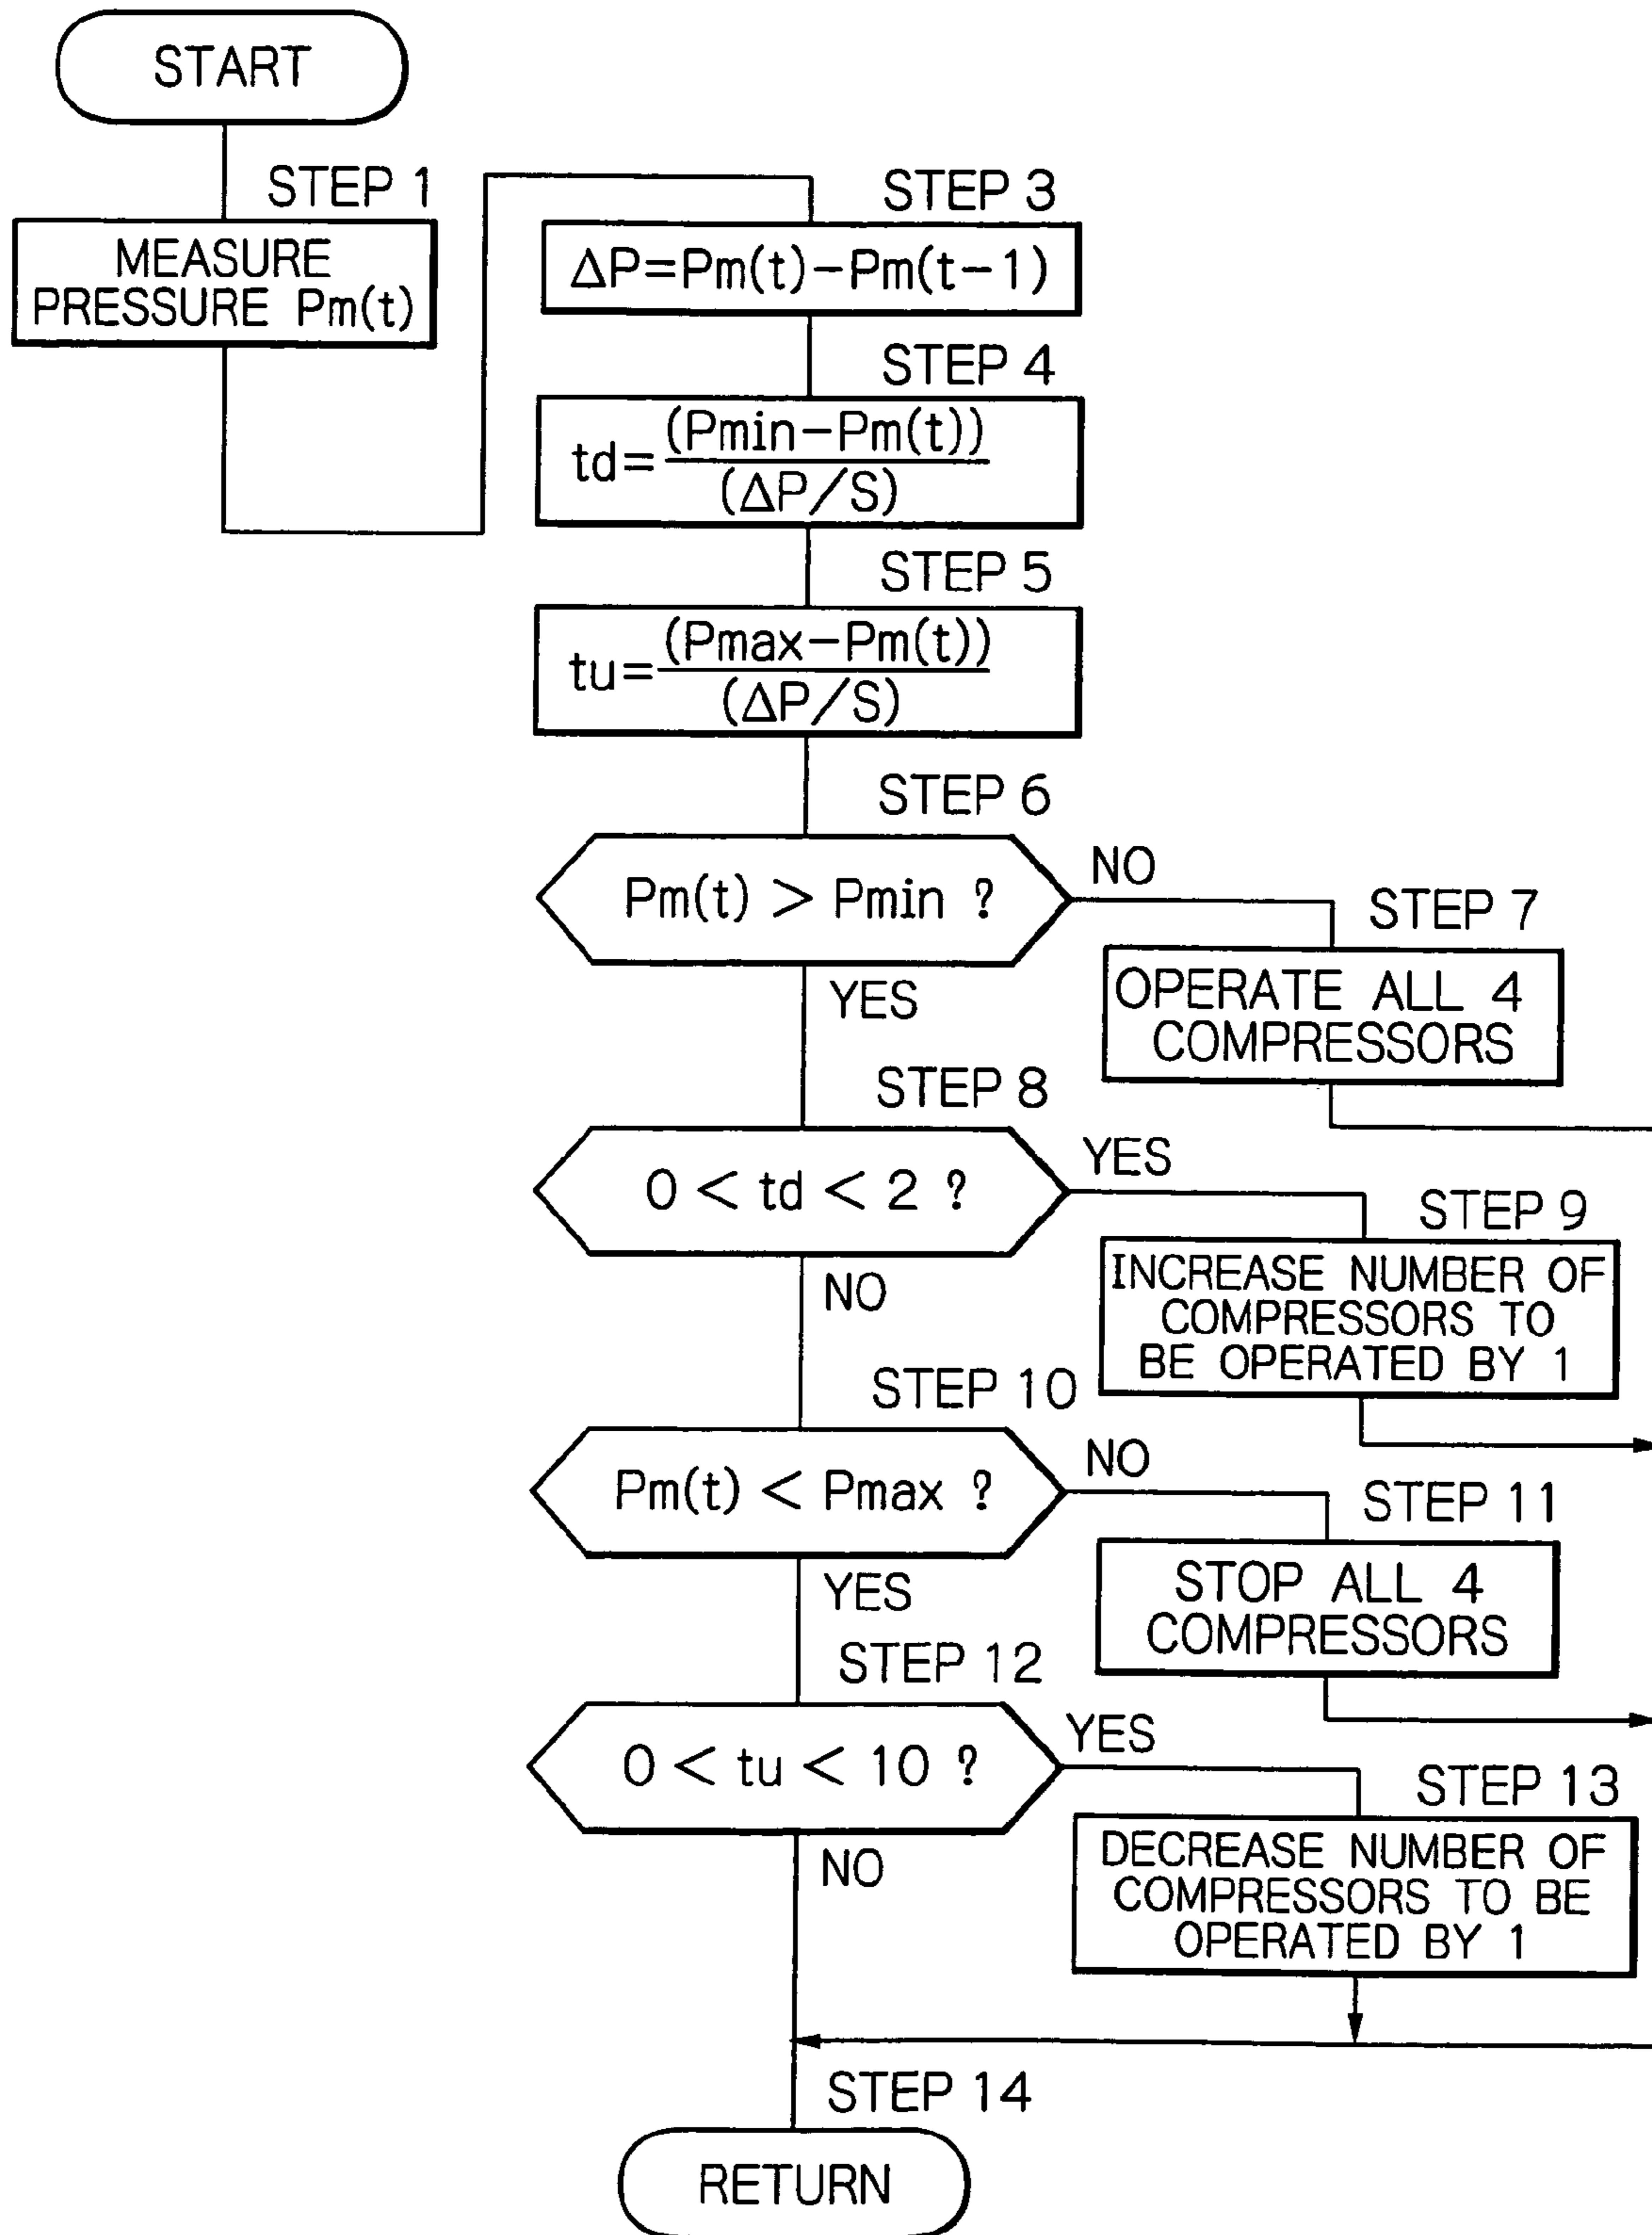 START
STEP 1
MEASURE
PRESSURE Pm(t)
STEP 3
ΔP=Pm(t)-Pm(t-1)
STEP 4
td=(Pmin-Pm(t))
(ΔP/S)
STEP 5
tu=(Pmax-Pm(t))
(ΔP/S)
STEP 6
Pm(t) > Pmin ?
NO
YES
STEP 7
OPERATE ALL 4
COMPRESSORS
STEP 8
0 < td < 2 ?
YES
NO
STEP 9
INCREASE NUMBER OF
COMPRESSORS TO
BE OPERATED BY 1
STEP 10
Pm(t) < Pmax ?
NO
YES
STEP 11
STOP ALL 4
COMPRESSORS
STEP 12
0 < tu < 10 ?
YES
NO
STEP 13
DECREASE NUMBER OF
COMPRESSORS TO BE
OPERATED BY 1
STEP 14
RETURN